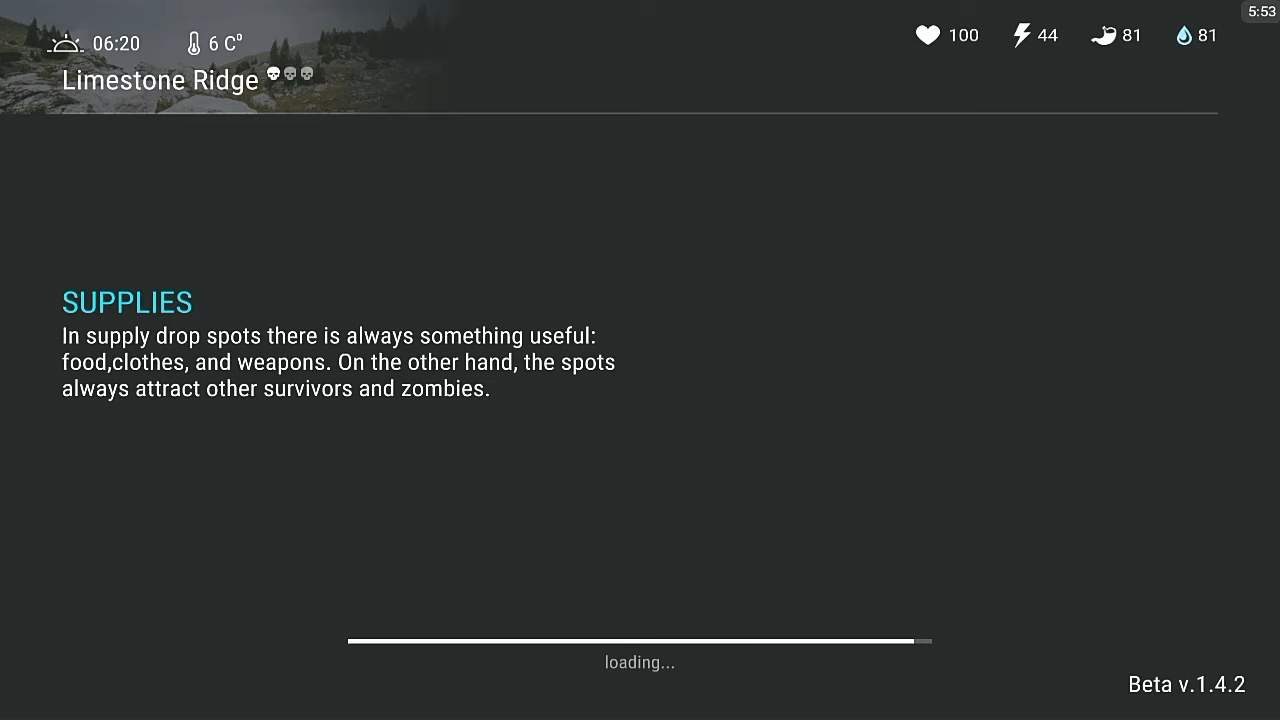 5:53
06:20 6 C⁰
100 44 81 81
Limestone Ridge
SUPPLIES
In supply drop spots there is always something useful:
food,clothes, and weapons. On the other hand, the spots
always attract other survivors and zombies.
loading...
Beta v.1.4.2